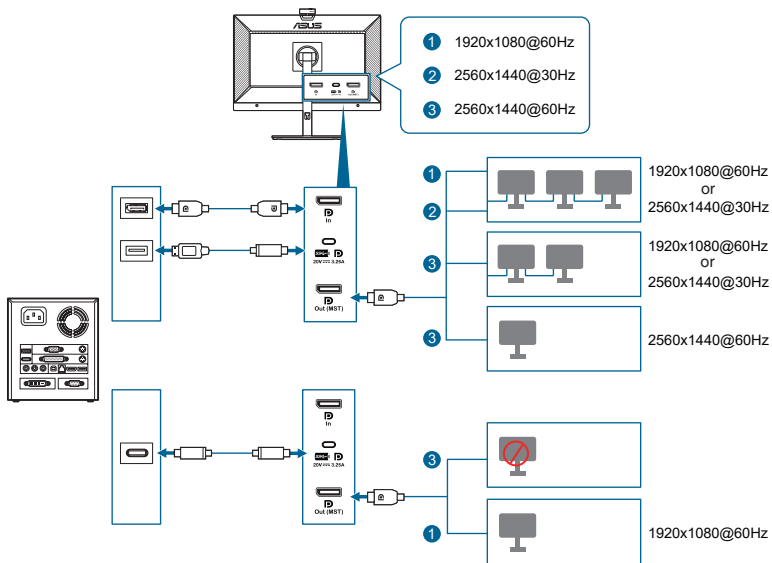 ASUS
1 1920x1080@60Hz
2 2560x1440@30Hz
3 2560x1440@60Hz
In
20V 3.25A
Out (MST)
1
2
1920x1080@60Hz
or
2560x1440@30Hz
3
1920x1080@60Hz
or
2560x1440@30Hz
3
2560x1440@60Hz
In
20V 3.25A
Out (MST)
3
1
1920x1080@60Hz